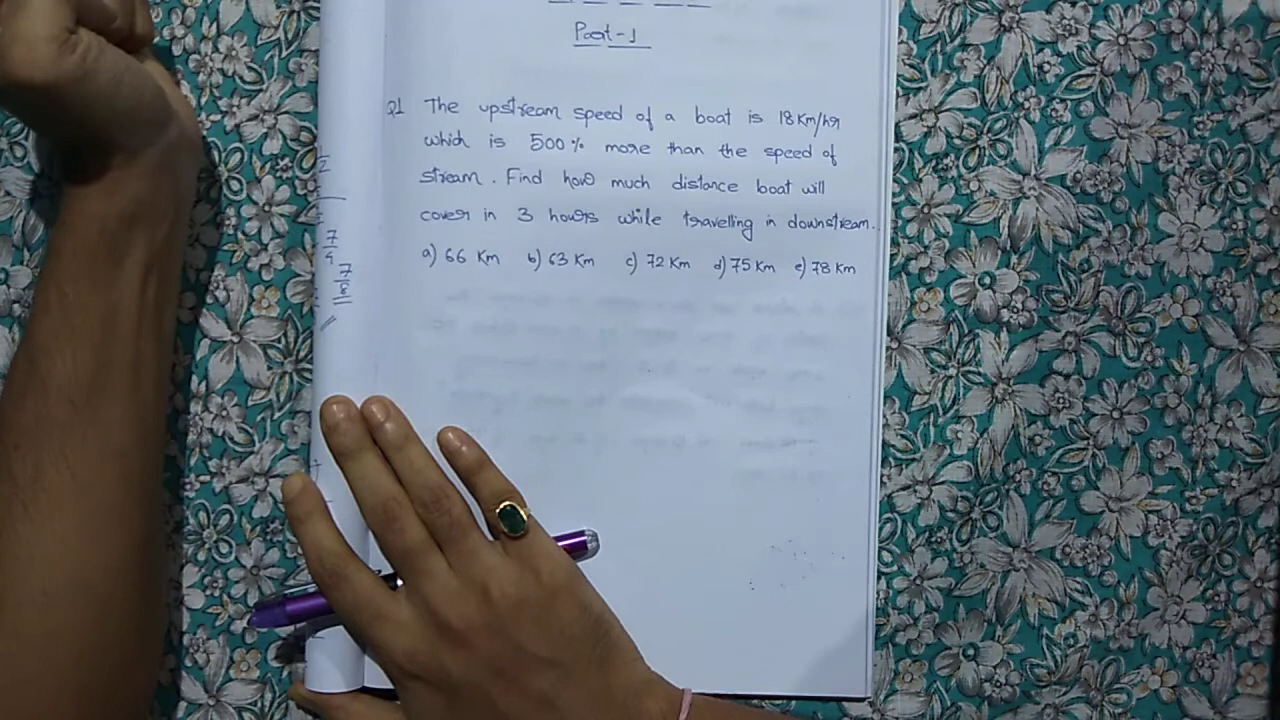 Part-1
Q1 The upstream speed of a boat is 18 Km/hr
which is 500% more than the speed of
stream. Find how much distance boat will
cover in 3 hours while travelling in downstream.
a) 66 Km b) 63 Km c) 72 Km d) 75 Km e) 78 Km